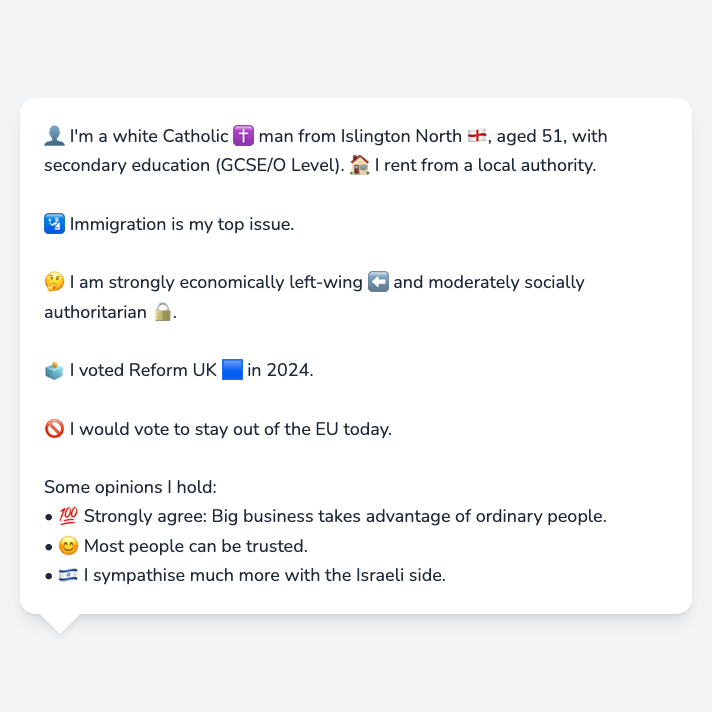 👤 I'm a white Catholic ✝️ man from Islington North 🏴󠁧󠁢󠁥󠁮󠁧󠁿, aged 51, with
secondary education (GCSE/O Level). 🏠 I rent from a local authority.
🛂 Immigration is my top issue.
🤔 I am strongly economically left-wing ⬅️ and moderately socially
authoritarian 🔒.
🗳️ I voted Reform UK 🟦 in 2024.
🚫 I would vote to stay out of the EU today.
Some opinions I hold:
• 💯 Strongly agree: Big business takes advantage of ordinary people.
• 😊 Most people can be trusted.
• 🇮🇱 I sympathise much more with the Israeli side.